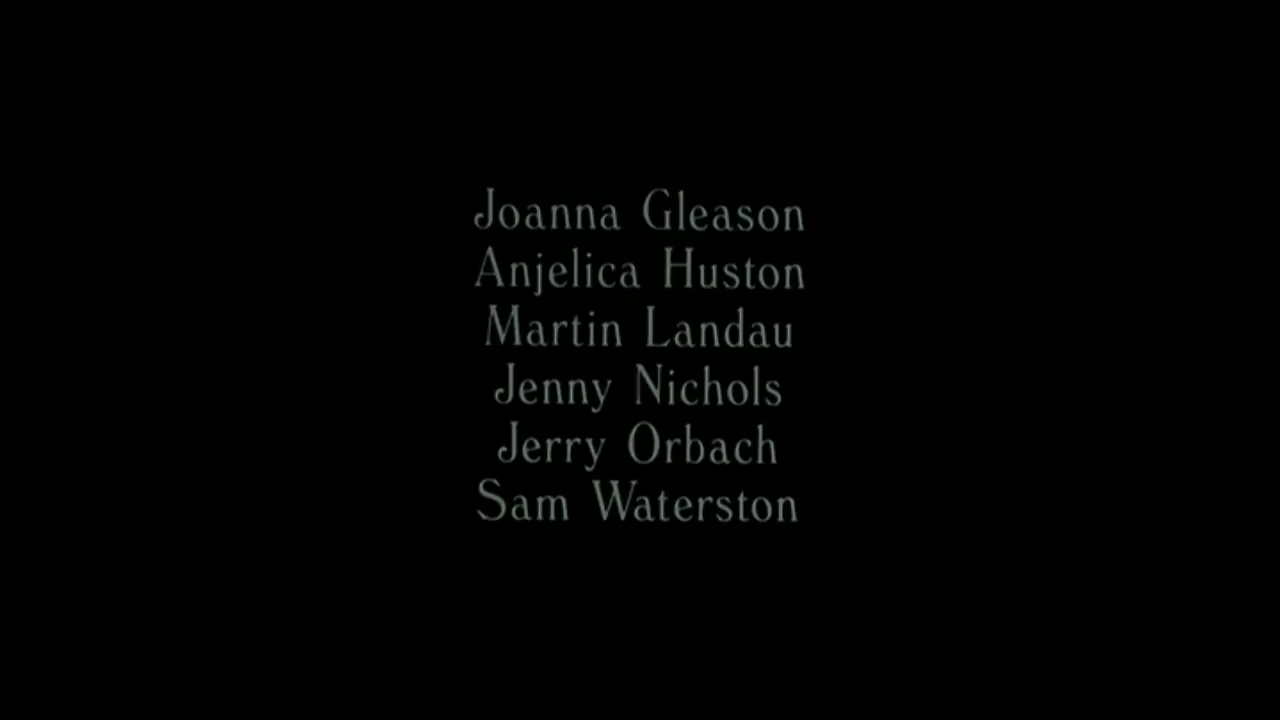 Joanna Gleason
Anjelica Huston
Martin Landau
Jenny Nichols
Jerry Orbach
Sam Waterston